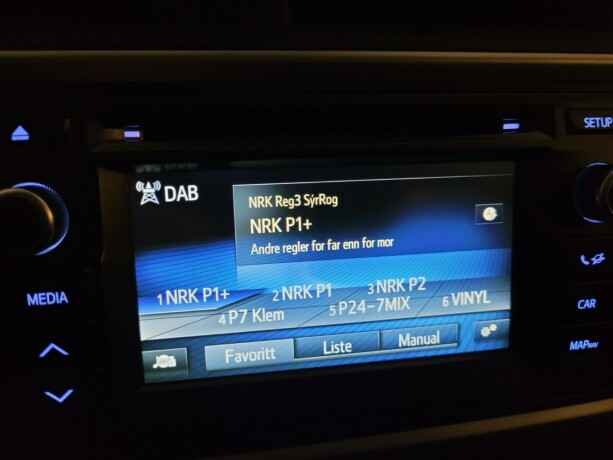 SETUP
DAB
NRK Reg3 SýrRog
NRK P1+
Andre regler for far enn for mor
MEDIA
1 NRK P1+ 2 NRK P1 3 NRK P2
4 P7 Klem 5 P24-7MIX 6 VINYL
CAR
Favoritt Liste Manual
MAP NAV